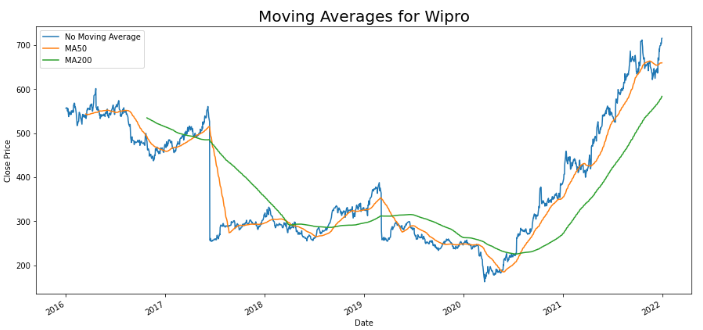 Moving Averages for Wipro
No Moving Average
MA50
MA200
Close Price
700
600
500
400
300
200
2016
2017
2018
2019
2020
2021
2022
Date